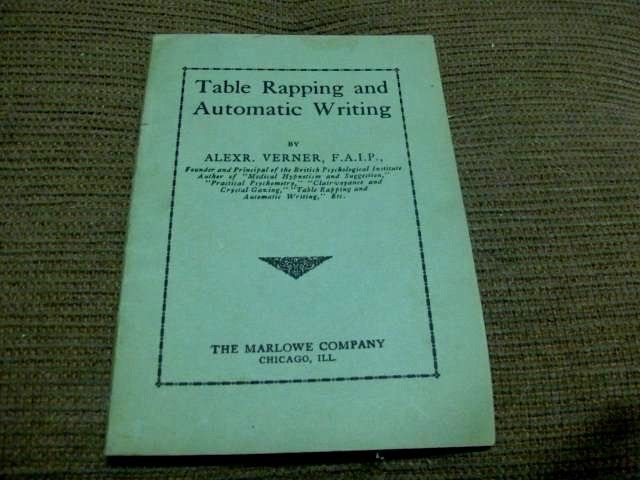 Table Rapping and
Automatic Writing
BY
ALEXR. VERNER, F.A.I.P.,
Founder and Principal of the British Psychological Institute
Author of "Medical Hypnotism and Suggestion,"
"Practical Psychometry," "Clairvoyance and
Crystal Gazing," "Table Rapping and
Automatic Writing," Etc.
THE MARLOWE COMPANY
CHICAGO, ILL.